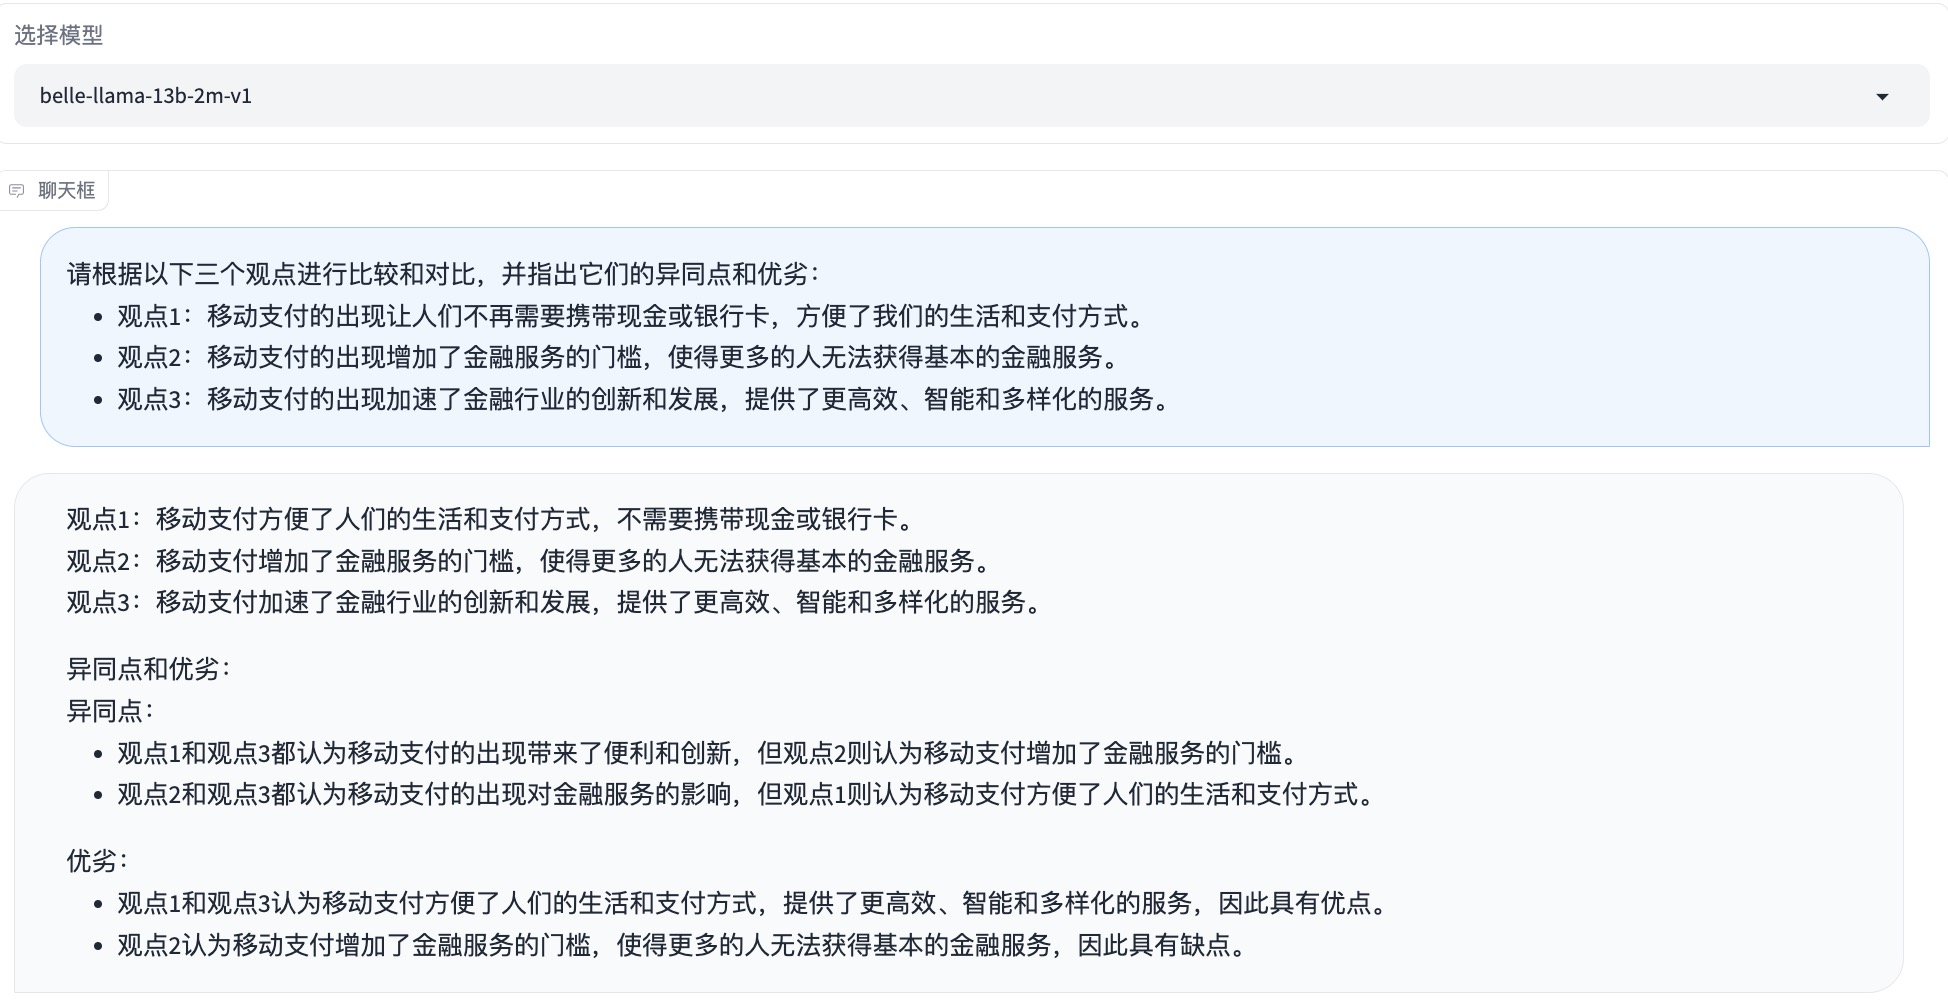 选择模型
belle-llama-13b-2m-v1
聊天框
请根据以下三个观点进行比较和对比，并指出它们的异同点和优劣：
• 观点1：移动支付的出现让人们不再需要携带现金或银行卡，方便了我们的生活和支付方式。
• 观点2：移动支付的出现增加了金融服务的门槛，使得更多的人无法获得基本的金融服务。
• 观点3：移动支付的出现加速了金融行业的创新和发展，提供了更高效、智能和多样化的服务。
观点1：移动支付方便了人们的生活和支付方式，不需要携带现金或银行卡。
观点2：移动支付增加了金融服务的门槛，使得更多的人无法获得基本的金融服务。
观点3：移动支付加速了金融行业的创新和发展，提供了更高效、智能和多样化的服务。
异同点和优劣：
异同点：
• 观点1和观点3都认为移动支付的出现带来了便利和创新，但观点2则认为移动支付增加了金融服务的门槛。
• 观点2和观点3都认为移动支付的出现对金融服务的影响，但观点1则认为移动支付方便了人们的生活和支付方式。
优劣：
• 观点1和观点3认为移动支付方便了人们的生活和支付方式，提供了更高效、智能和多样化的服务，因此具有优点。
• 观点2认为移动支付增加了金融服务的门槛，使得更多的人无法获得基本的金融服务，因此具有缺点。